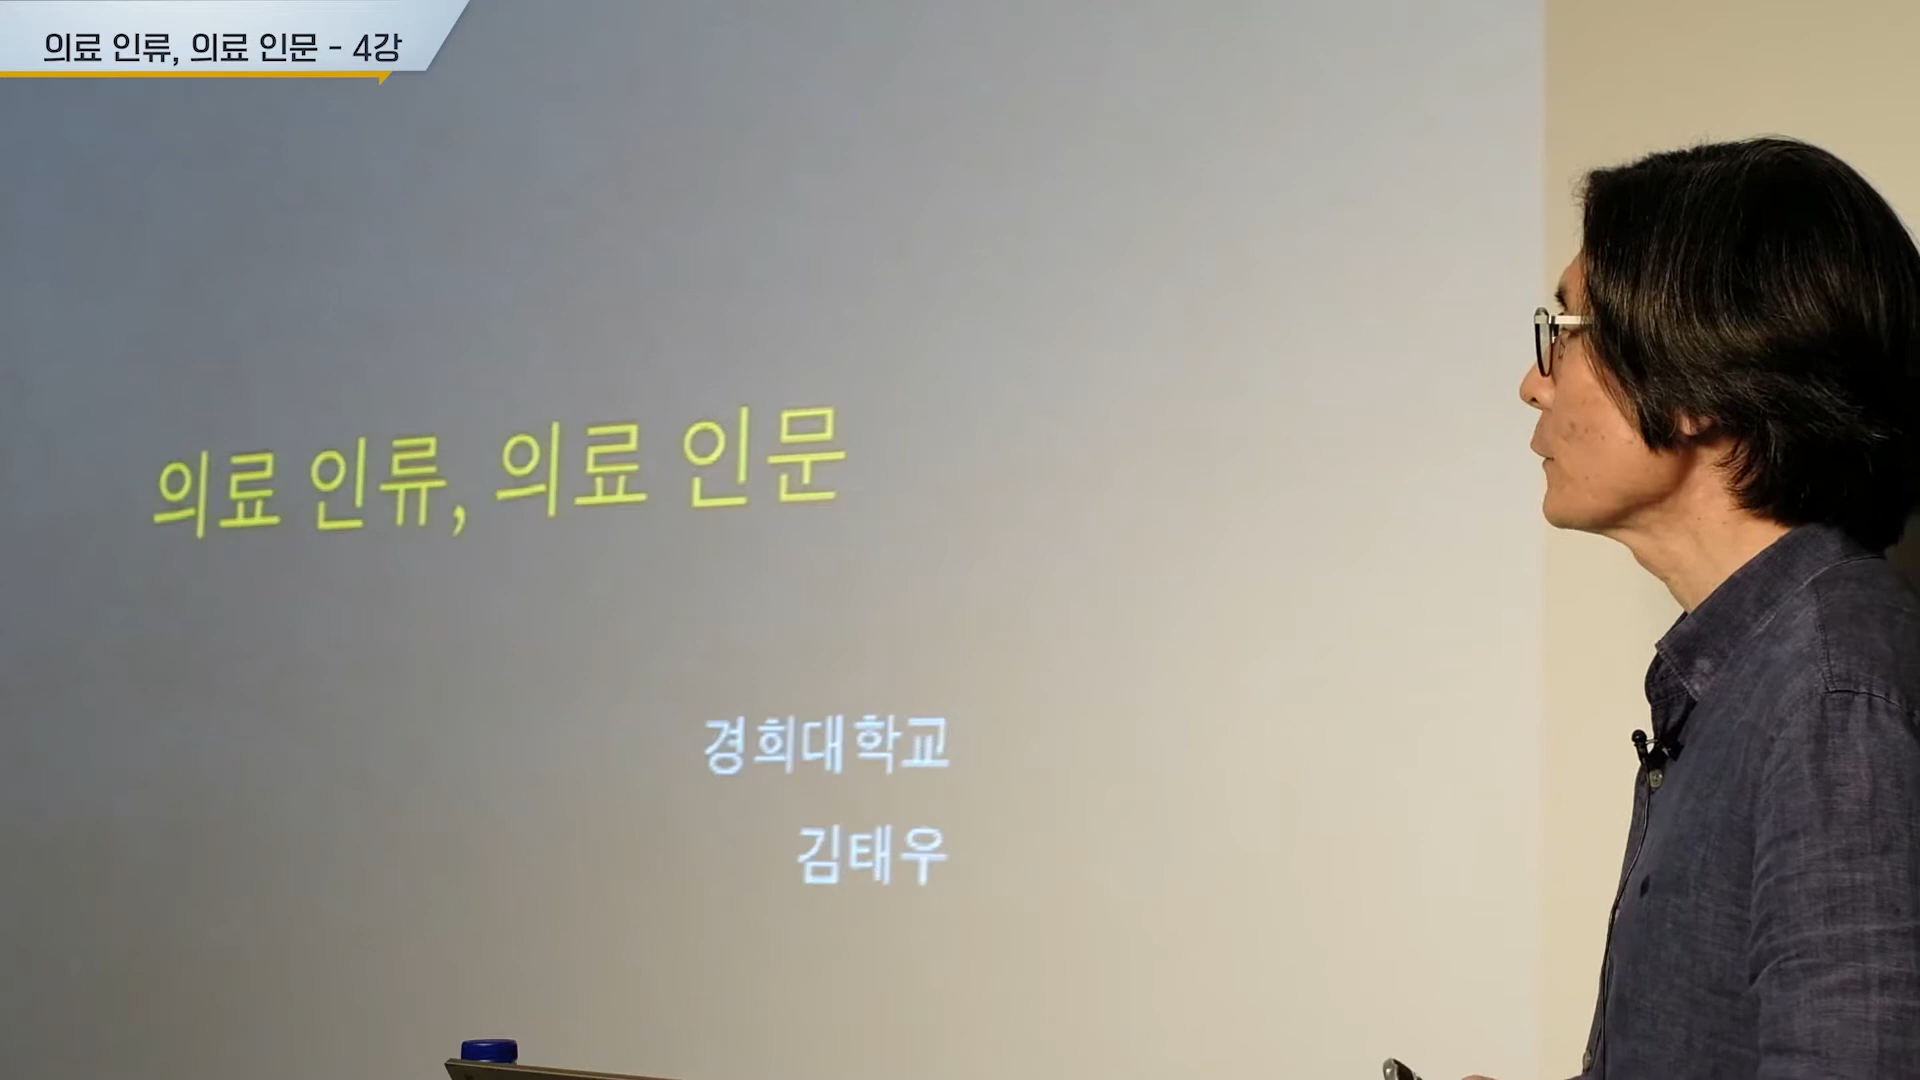 의료 인류, 의료 인문 - 4강
의료 인류, 의료 인문
경희대학교
김태우